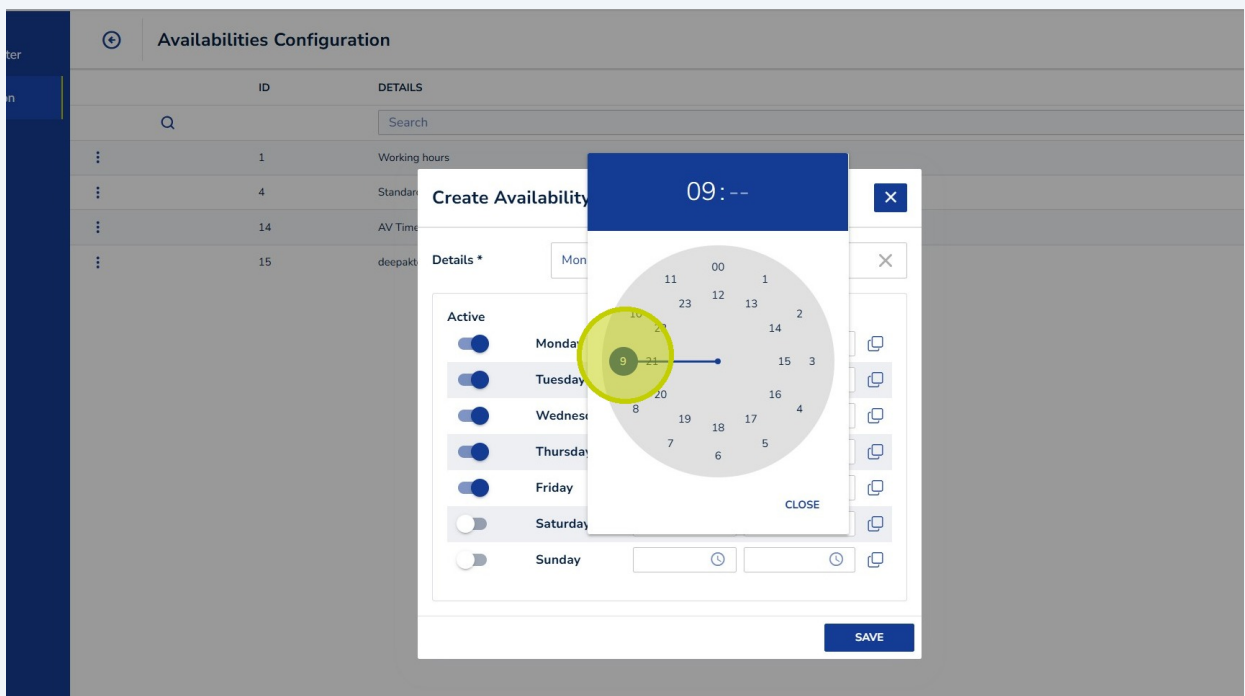 ter
on
Availabilities Configuration
ID DETAILS
Search
1 Working hours
4 Standar
14 AV Time
15 deepakt
Create Availability
09:--
Details * Mon
00
11 1
12
23 13
10 2
22 14
9 21 15 3
20 16
8 4
19 17
18
7 5
6
CLOSE
Active
Monday
Tuesday
Wednes
Thursday
Friday
Saturday
Sunday
SAVE